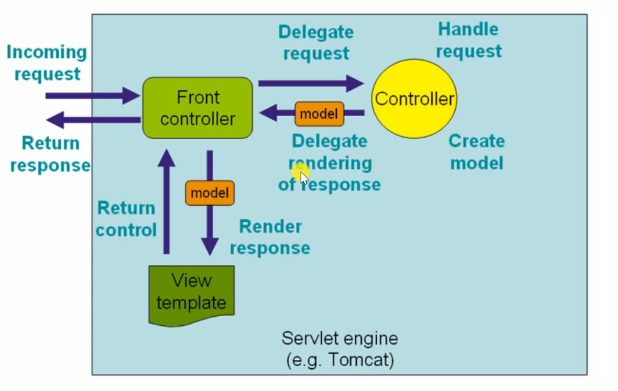 Incoming
request
Return
response
Front
controller
Delegate
request
Handle
request
Controller
model
Delegate
rendering
of response
Create
model
Return
control
model
Render
response
View
template
Servlet engine
(e.g. Tomcat)